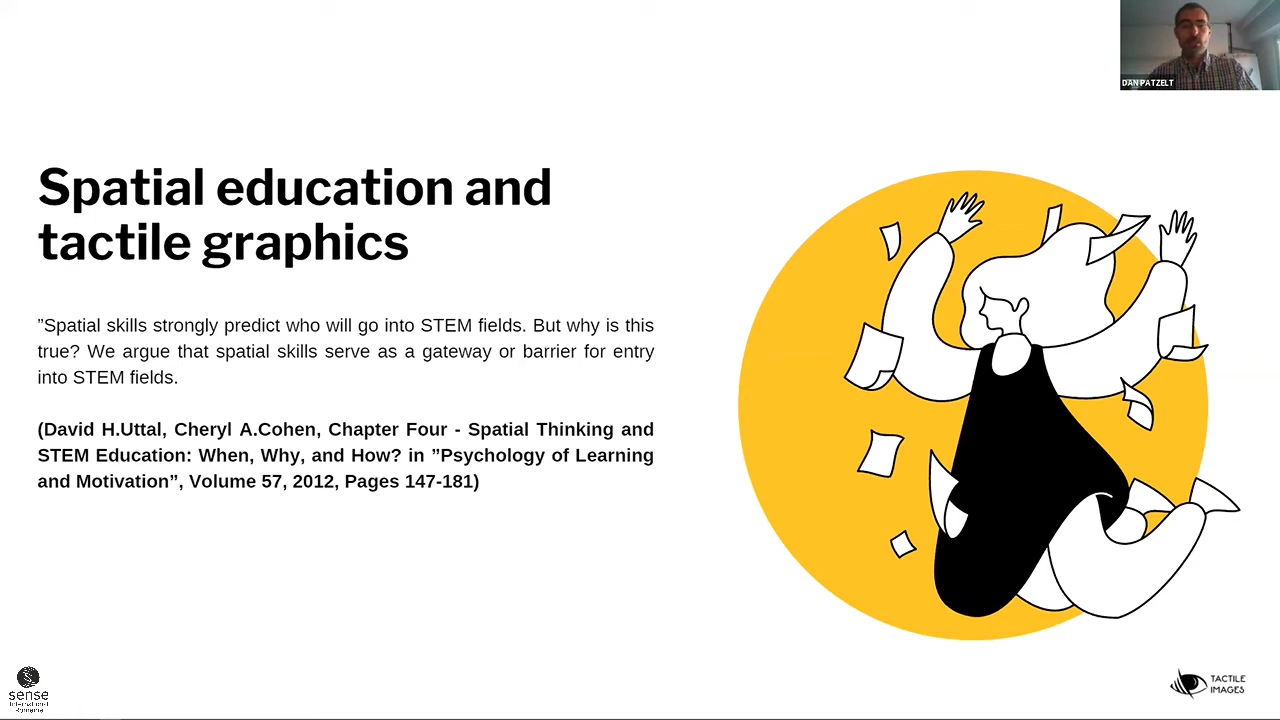 DAN PATZELT
Spatial education and
tactile graphics
”Spatial skills strongly predict who will go into STEM fields. But why is this
true? We argue that spatial skills serve as a gateway or barrier for entry
into STEM fields.
(David H.Uttal, Cheryl A.Cohen, Chapter Four - Spatial Thinking and
STEM Education: When, Why, and How? in ”Psychology of Learning
and Motivation”, Volume 57, 2012, Pages 147-181)
sense
International
Romania
TACTILE
IMAGES